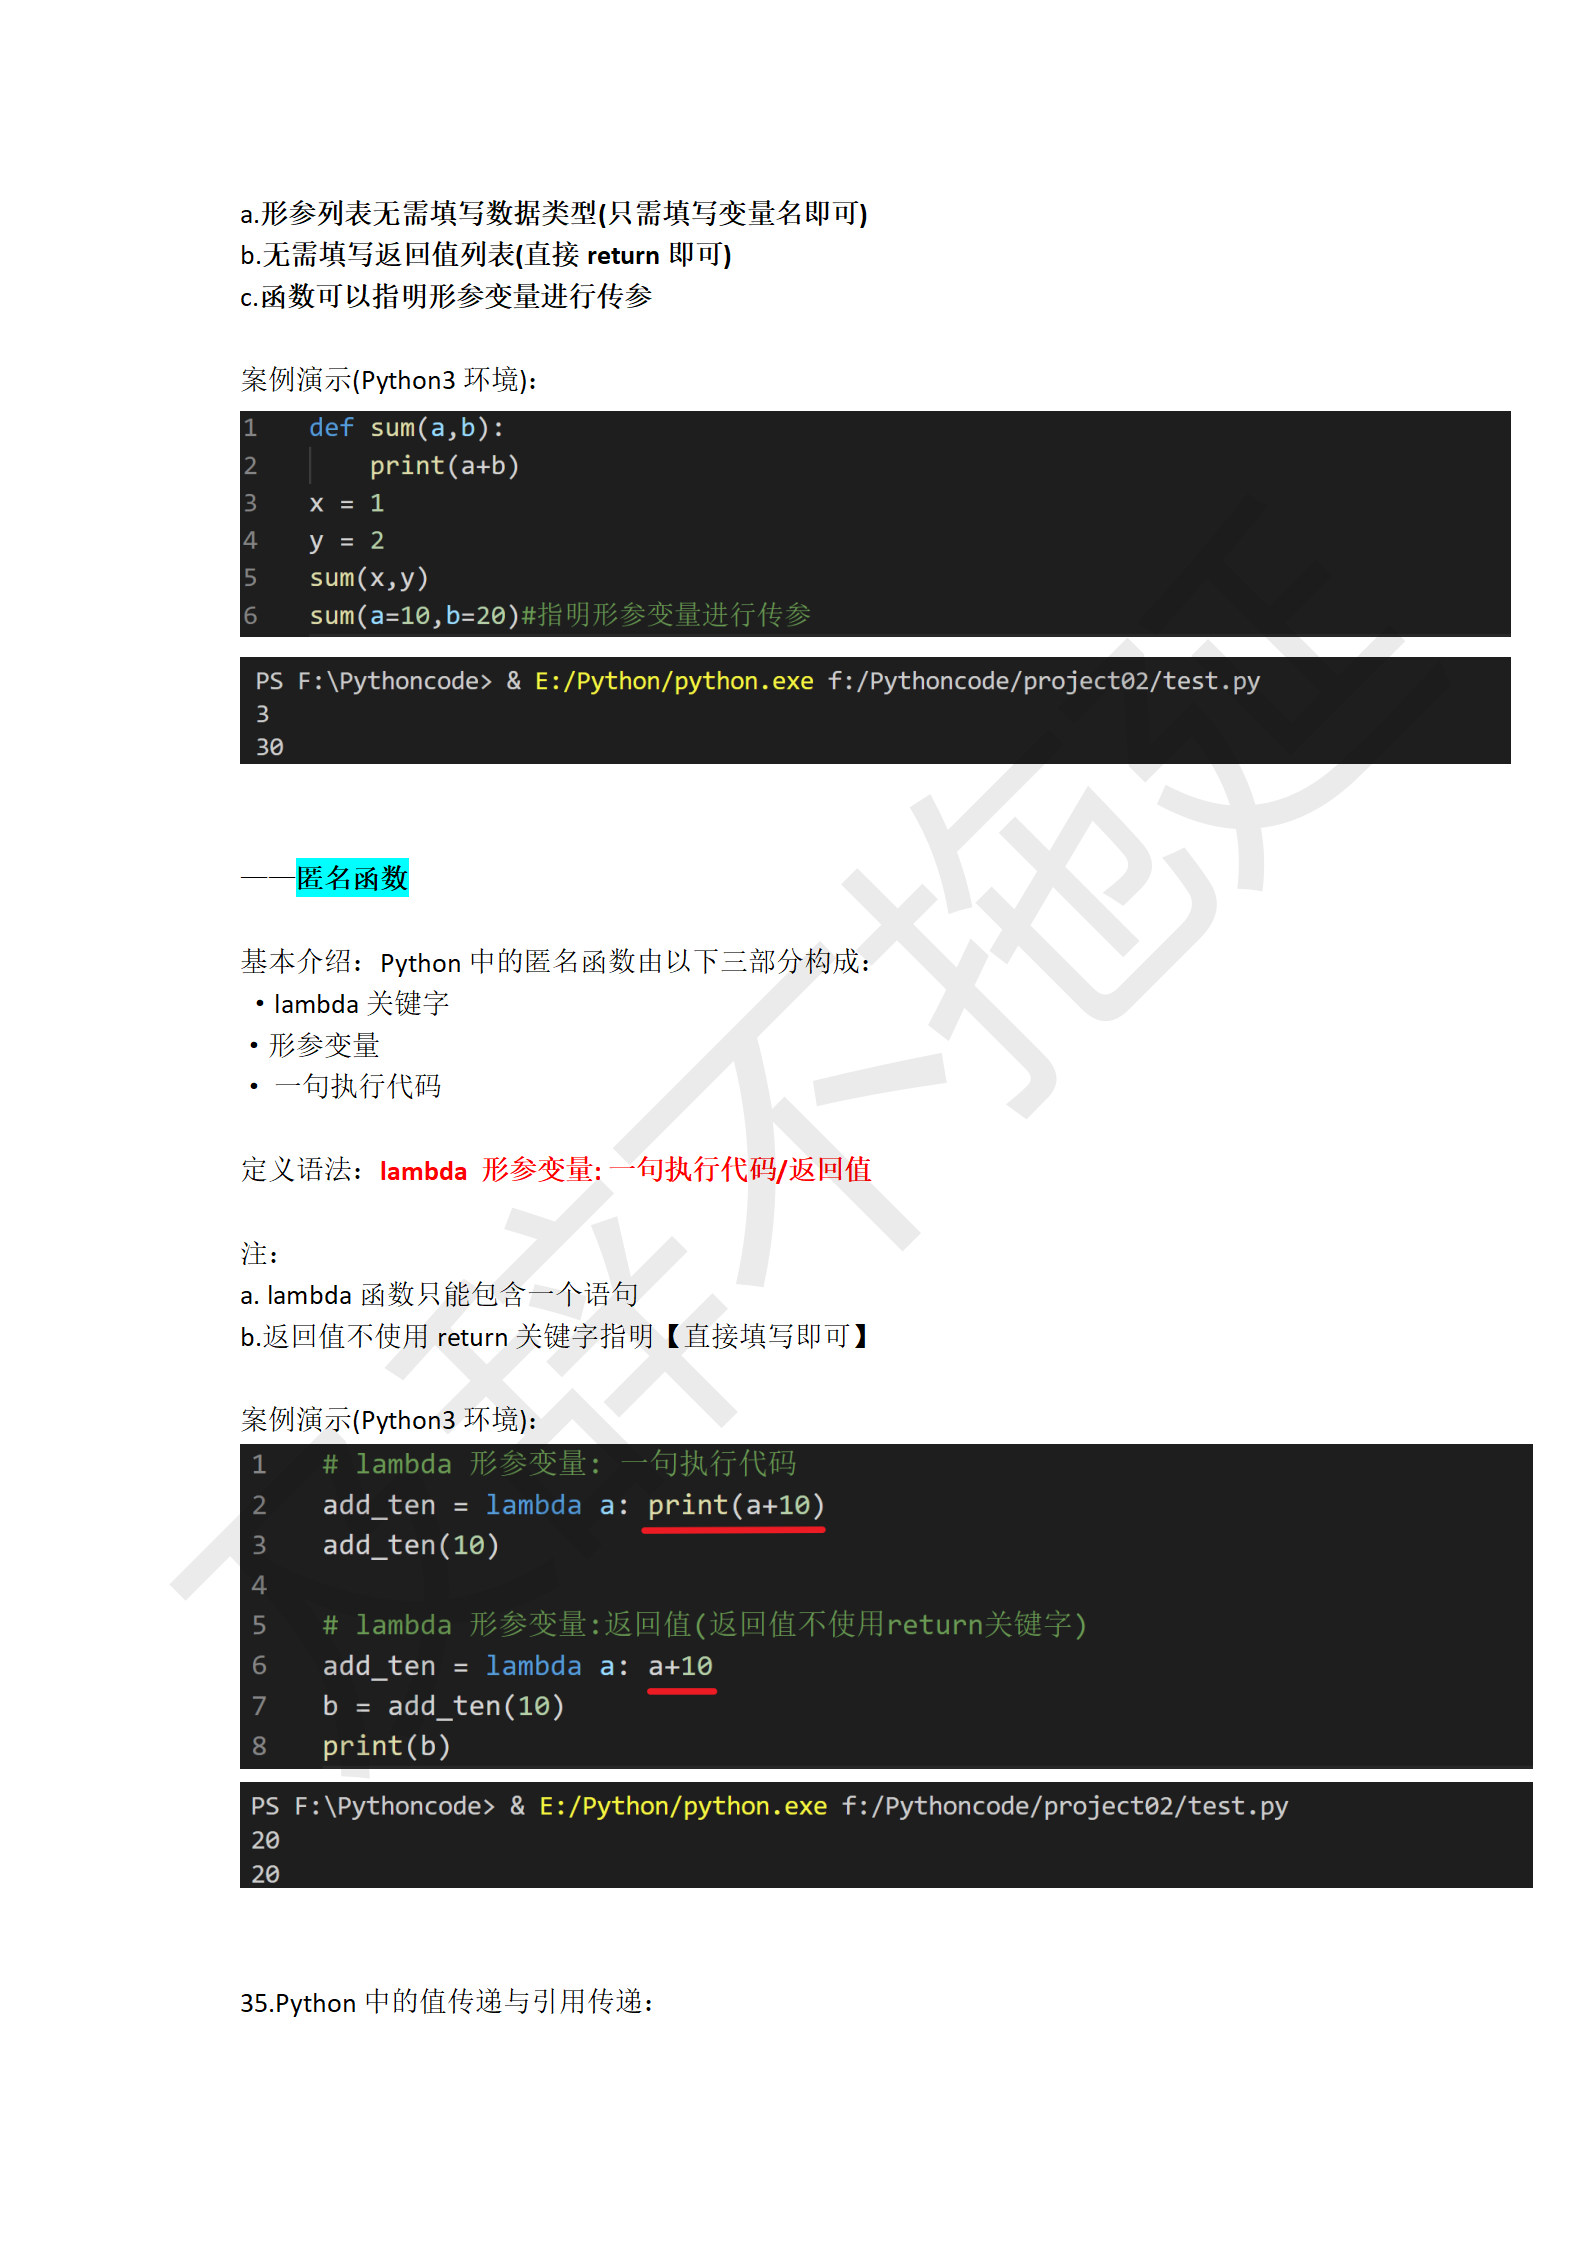 a.形参列表无需填写数据类型(只需填写变量名即可)
b.无需填写返回值列表(直接 return 即可)
c.函数可以指明形参变量进行传参
案例演示(Python3 环境)：
1 def sum(a,b):
2     print(a+b)
3 x = 1
4 y = 2
5 sum(x,y)
6 sum(a=10,b=20)#指明形参变量进行传参
PS F:\Pythoncode> & E:/Python/python.exe f:/Pythoncode/project02/test.py
3
30
——匿名函数
基本介绍：Python 中的匿名函数由以下三部分构成：
• lambda 关键字
• 形参变量
• 一句执行代码
定义语法：lambda 形参变量: 一句执行代码/返回值
注：
a. lambda 函数只能包含一个语句
b.返回值不使用 return 关键字指明【直接填写即可】
案例演示(Python3 环境)：
1 # lambda 形参变量: 一句执行代码
2 add_ten = lambda a: print(a+10)
3 add_ten(10)
4
5 # lambda 形参变量:返回值(返回值不使用return关键字)
6 add_ten = lambda a: a+10
7 b = add_ten(10)
8 print(b)
PS F:\Pythoncode> & E:/Python/python.exe f:/Pythoncode/project02/test.py
20
20
35.Python 中的值传递与引用传递：